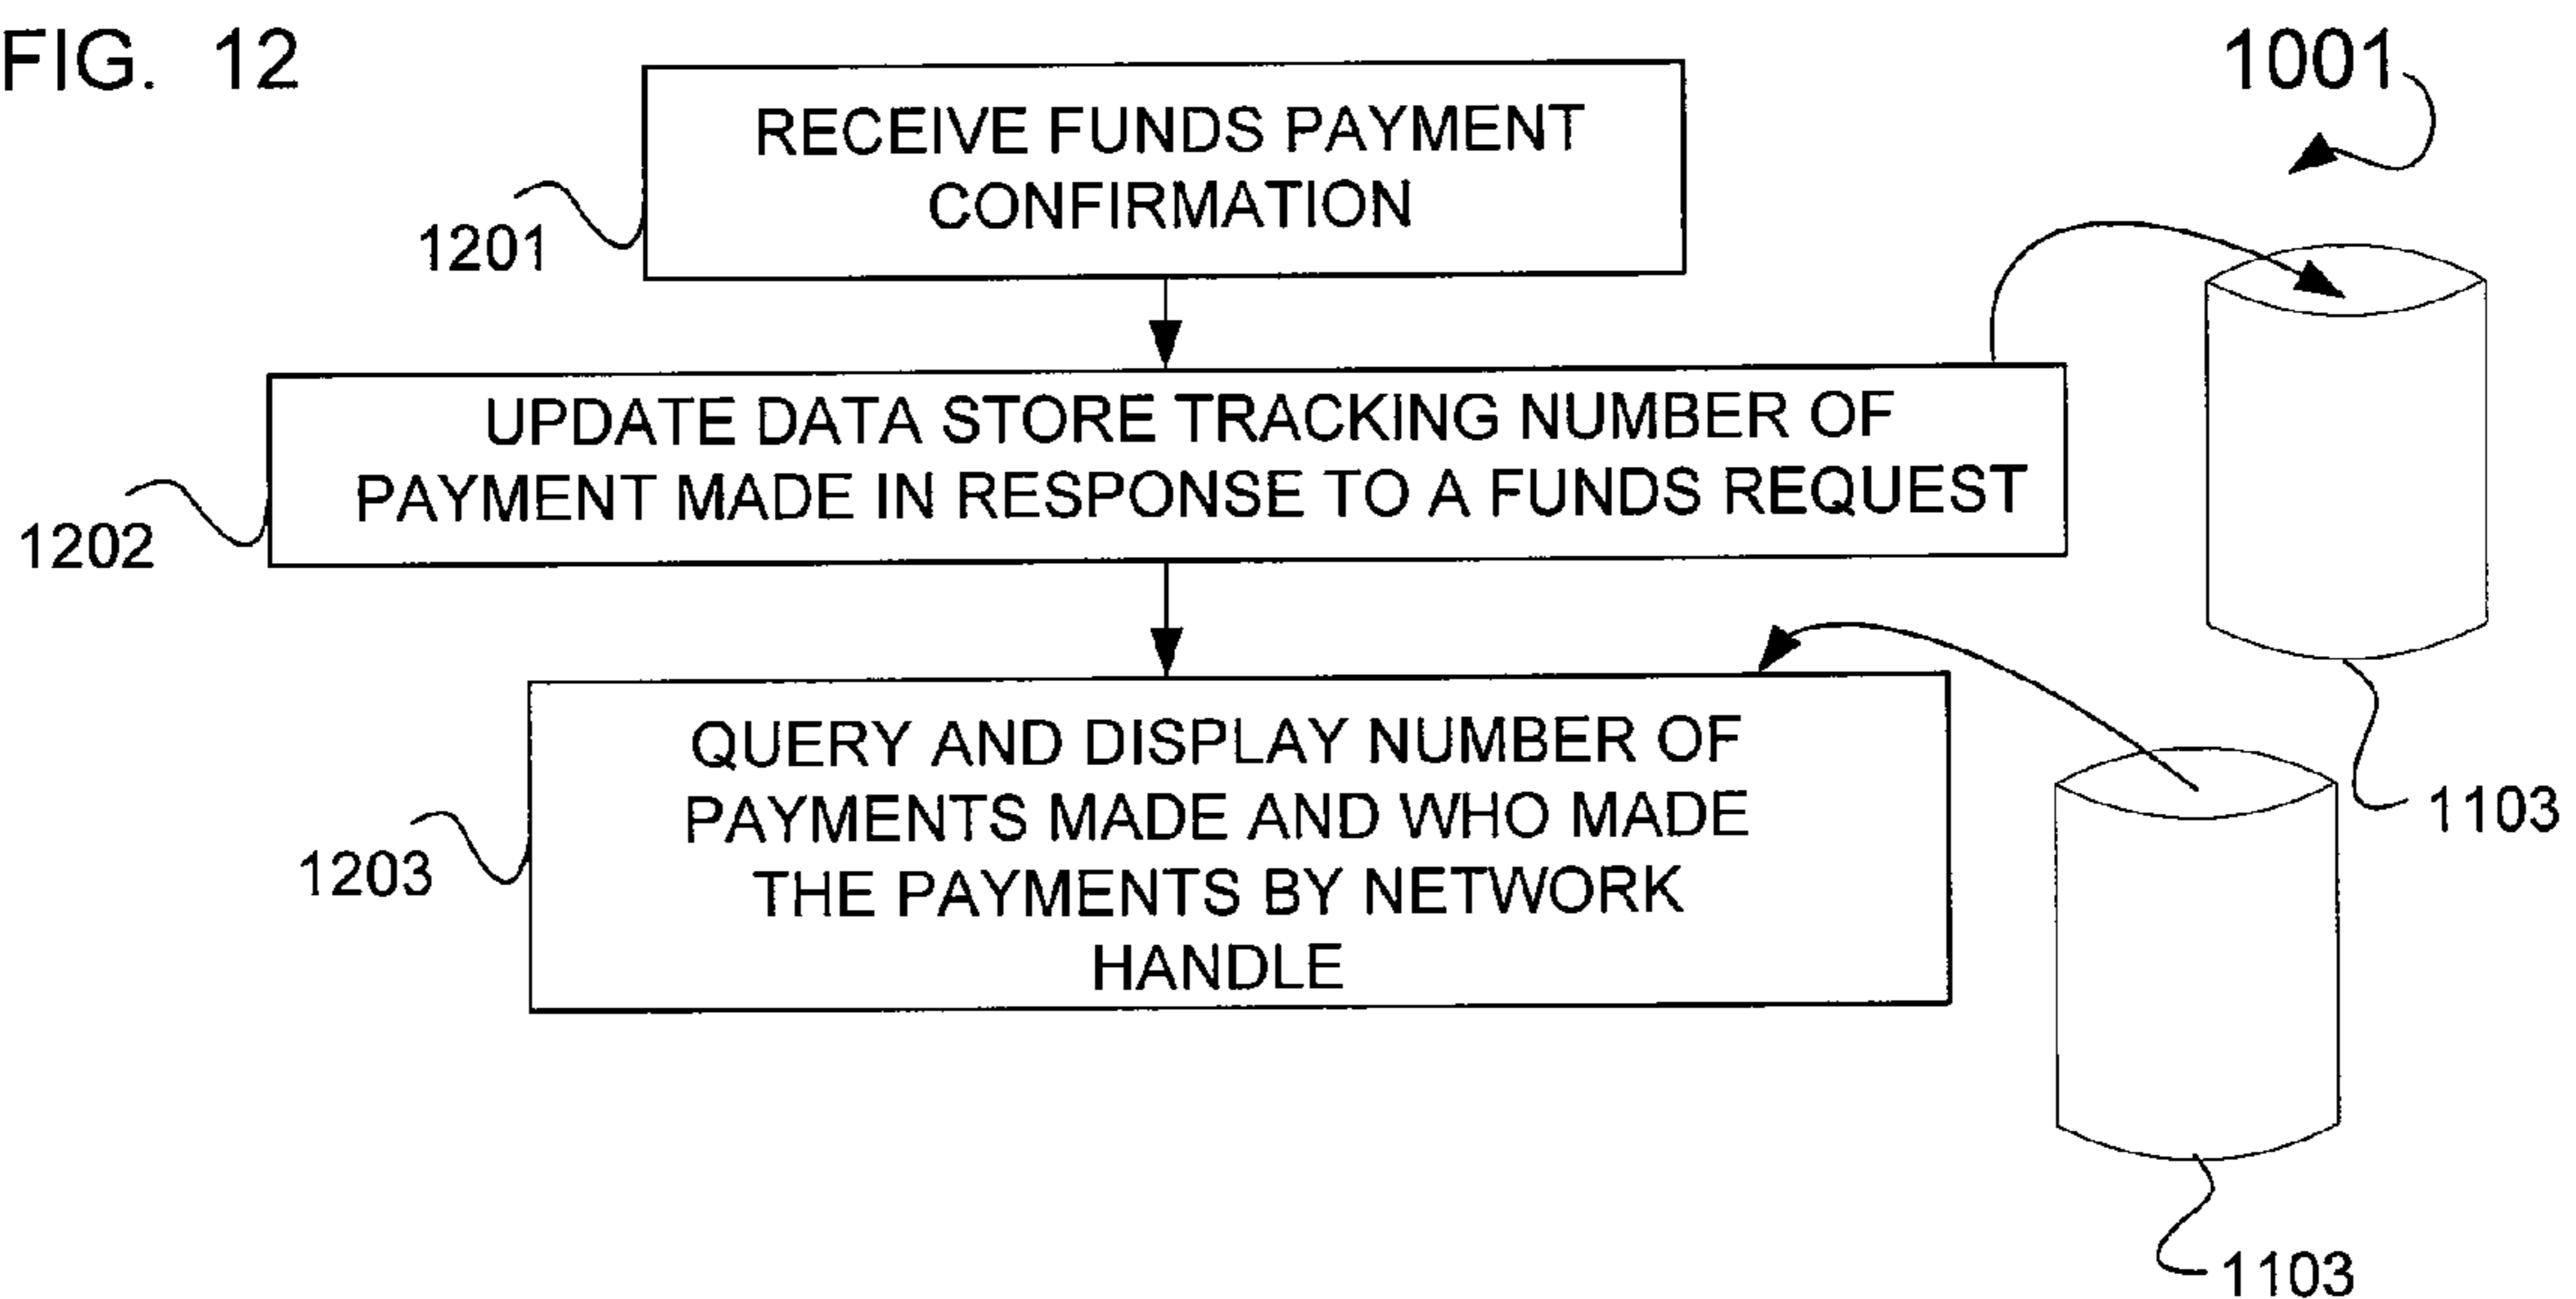 FIG. 12
1001
RECEIVE FUNDS PAYMENT
CONFIRMATION
1201
UPDATE DATA STORE TRACKING NUMBER OF
PAYMENT MADE IN RESPONSE TO A FUNDS REQUEST
1202
QUERY AND DISPLAY NUMBER OF
PAYMENTS MADE AND WHO MADE
THE PAYMENTS BY NETWORK
HANDLE
1203
1103
1103